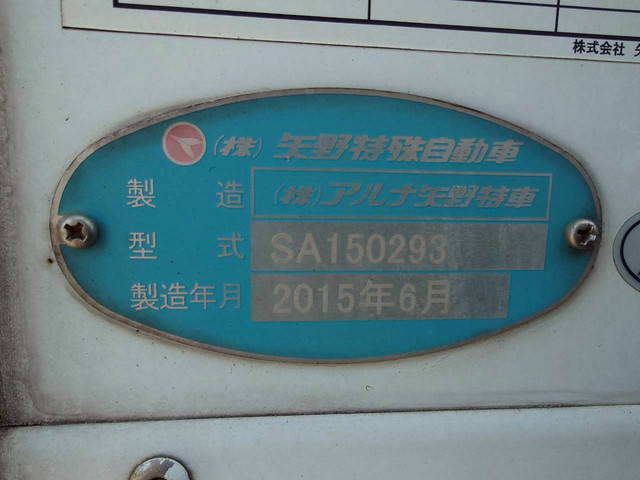 株式会社
(株) 矢野特殊自動車
製造 (株)アルナ矢野特車
型式 SA150293
製造年月 2015年6月